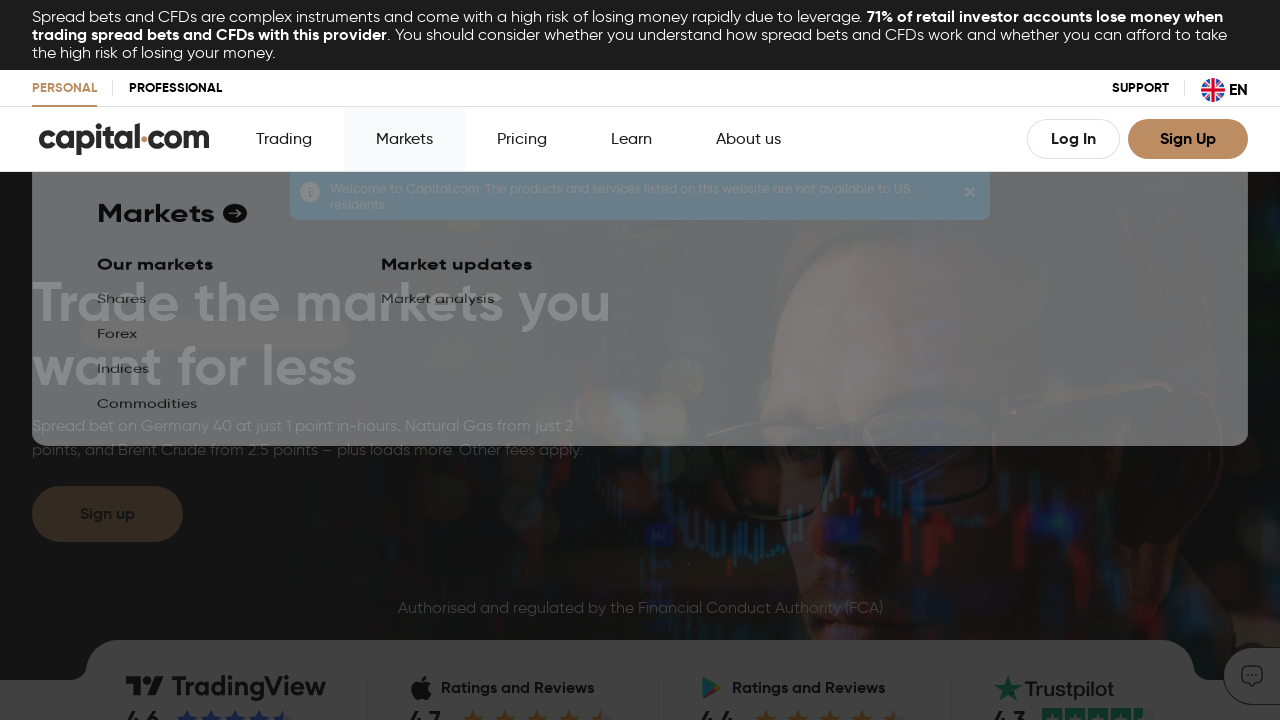 Spread bets and CFDs are complex instruments and come with a high risk of losing money rapidly due to leverage. 71% of retail investor accounts lose money when
trading spread bets and CFDs with this provider. You should consider whether you understand how spread bets and CFDs work and whether you can afford to take
the high risk of losing your money.
PERSONAL PROFESSIONAL SUPPORT EN
capital.com Trading Markets Pricing Learn About us Log In Sign Up
Welcome to Capital.com. The products and services listed on this website are not available to US
residents.
Markets
Our markets Market updates
Shares Market analysis
Forex
Indices
Commodities
Trade the markets you
want for less
Spread bet on Germany 40 at just 1 point in-hours, Natural Gas from just 2
points, and Brent Crude from 2.5 points – plus loads more. Other fees apply.
Sign up
Authorised and regulated by the Financial Conduct Authority (FCA)
TradingView Ratings and Reviews Ratings and Reviews Trustpilot
4.6 4.7 4.4 4.3